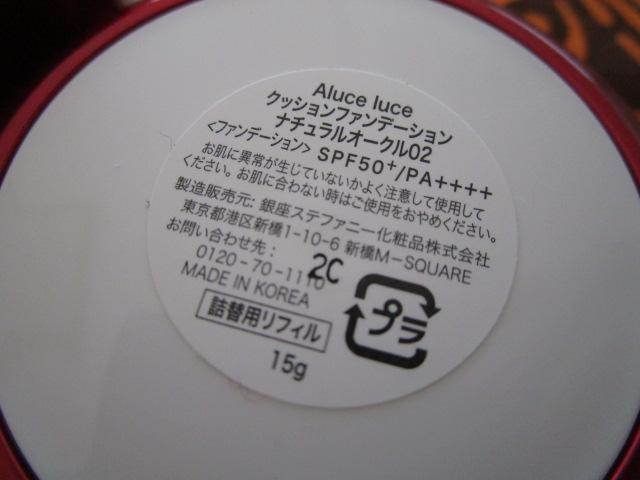 Aluce luce
クッションファンデーション
ナチュラルオークル02
<ファンデーション> SPF50⁺/PA++++
お肌に異常が生じていないかよく注意して使用して
ください。お肌に合わない時はご使用をおやめください。
製造販売元: 銀座ステファニー化粧品株式会社
東京都港区新橋1-10-6 新橋M-SQUARE
お問い合わせ先:
0120-70-1110
2C
MADE IN KOREA
詰替用リフィル
15g
プラ